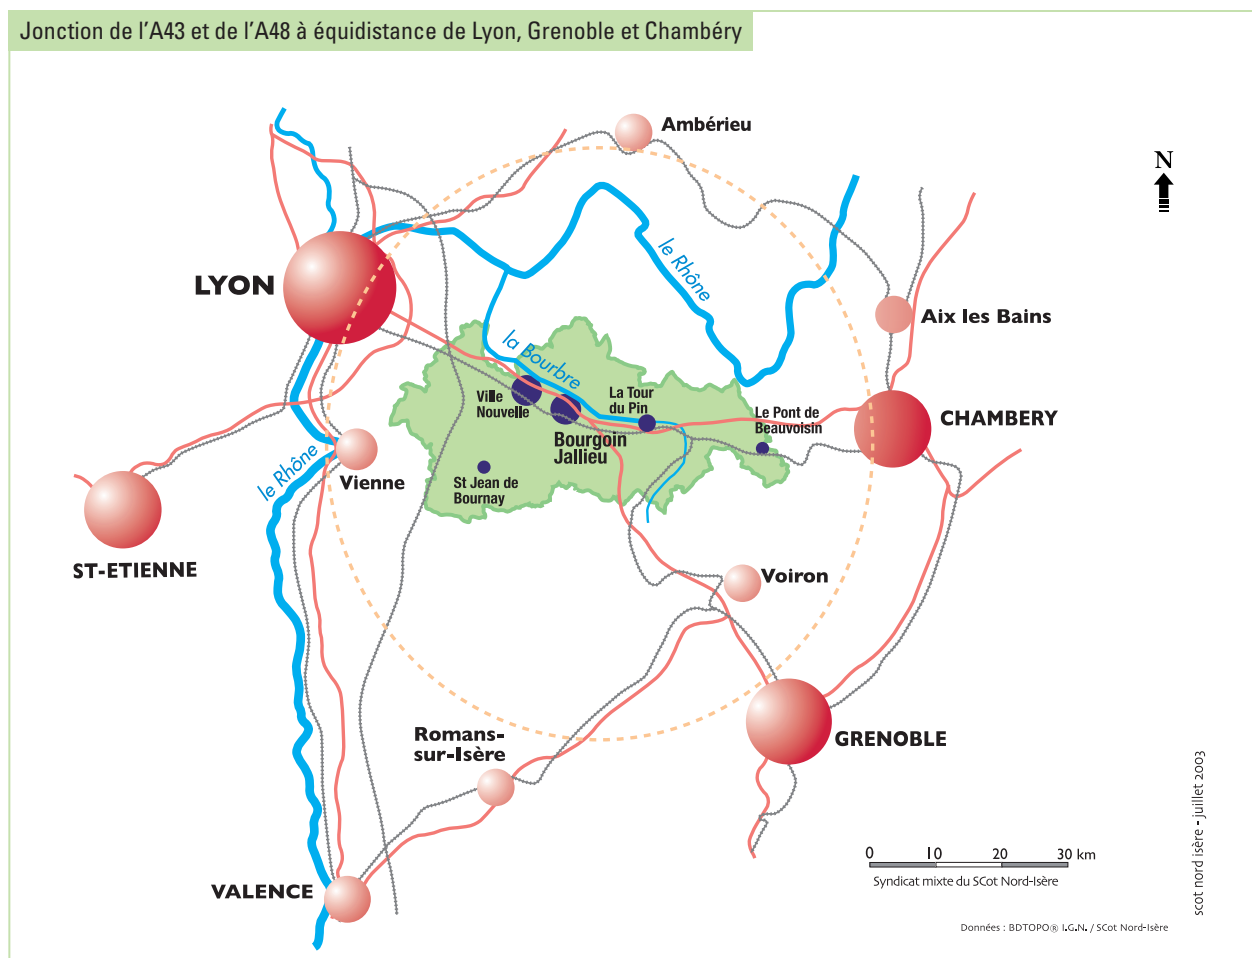 Jonction de l'A43 et de l'A48 à équidistance de Lyon, Grenoble et Chambéry
Ambérieu
N
LYON
le Rhône
Aix les Bains
la Bourbre
Ville
Nouvelle
La Tour
du Pin
Le Pont de
Beauvoisin
CHAMBERY
Bourgoin
Jallieu
le Rhône
Vienne
St Jean de
Bournay
ST-ETIENNE
Voiron
Romans-
sur-Isère
GRENOBLE
VALENCE
0 10 20 30 km
Syndicat mixte du SCot Nord-Isère
Données : BDTOPO® I.G.N. / SCot Nord-Isère
scot nord isère - juillet 2003